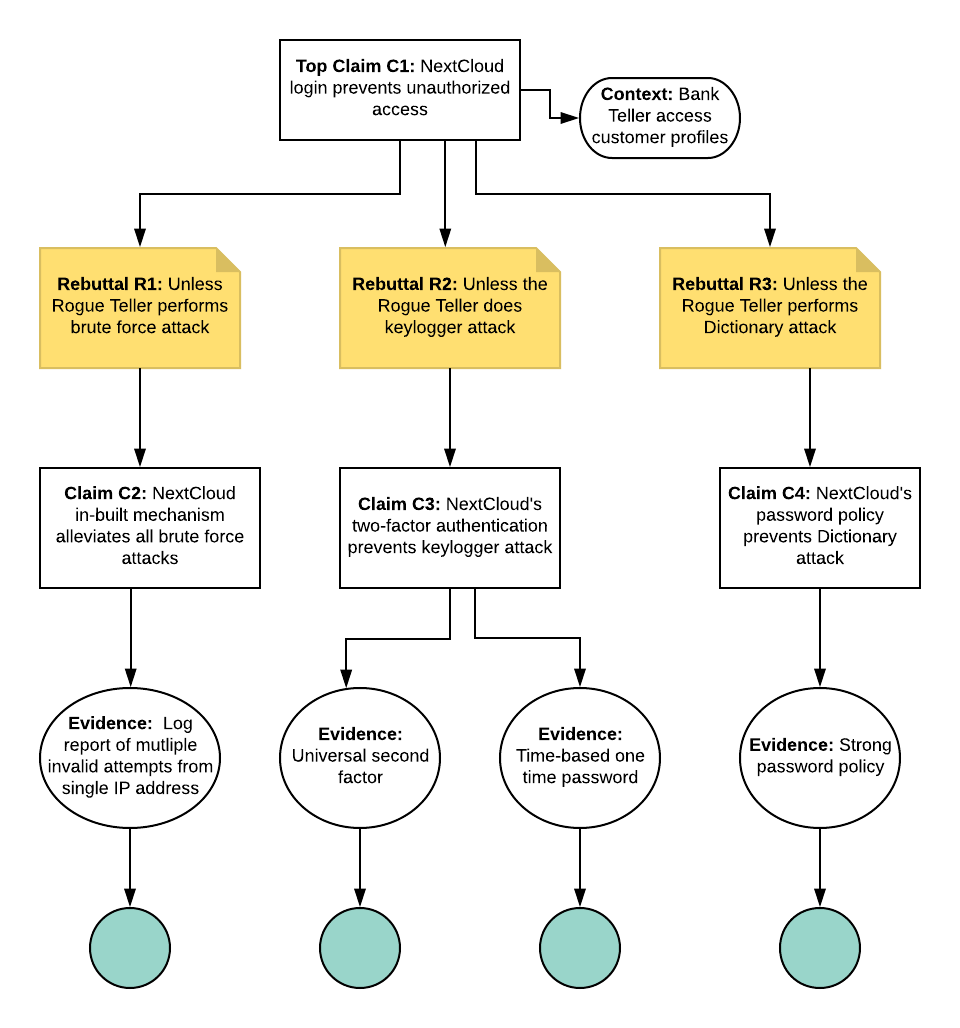 Top Claim C1: NextCloud
login prevents unauthorized
access
Context: Bank
Teller access
customer profiles
Rebuttal R1: Unless
Rogue Teller performs
brute force attack
Rebuttal R2: Unless the
Rogue Teller does
keylogger attack
Rebuttal R3: Unless the
Rogue Teller performs
Dictionary attack
Claim C2: NextCloud
in-built mechanism
alleviates all brute force
attacks
Claim C3: NextCloud's
two-factor authentication
prevents keylogger attack
Claim C4: NextCloud's
password policy
prevents Dictionary
attack
Evidence: Log
report of mutliple
invalid attempts from
single IP address
Evidence:
Universal second
factor
Evidence:
Time-based one
time password
Evidence: Strong
password policy